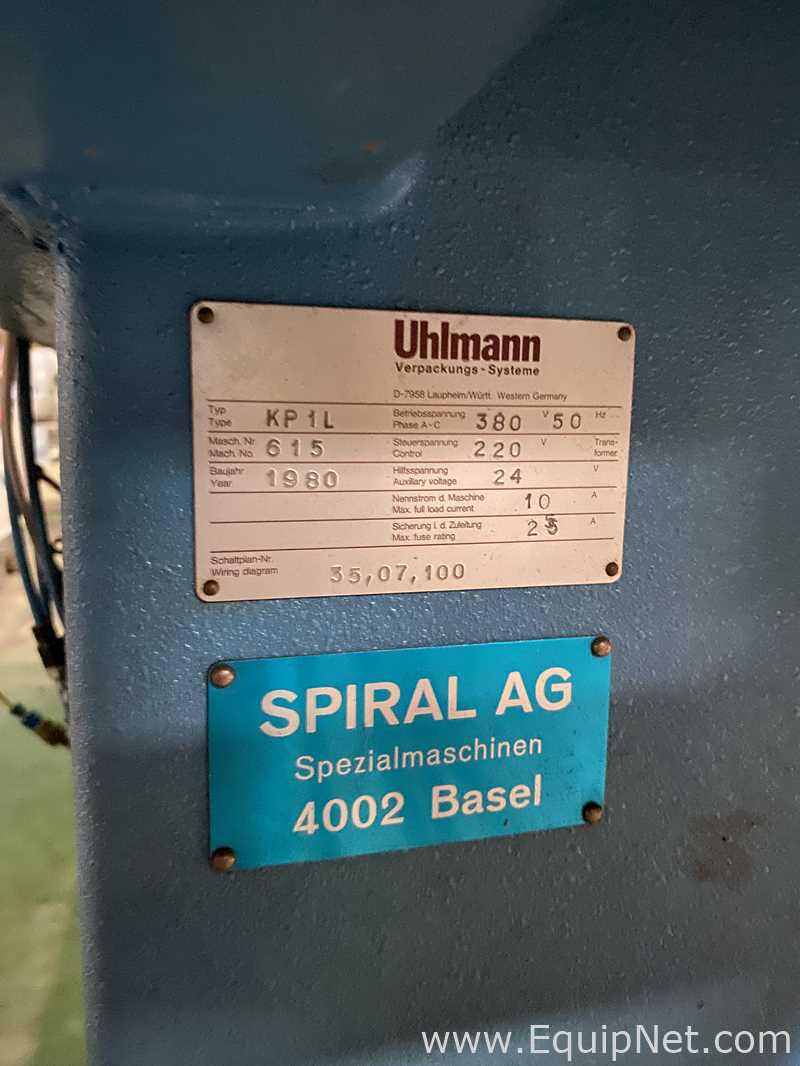 Uhlmann
Verpackungs-Systeme
D-7958 Laupheim/Württ. Western Germany
Typ
Type KP1L Betriebsspannung
Phase A-C 380 V 50 Hz
Masch. Nr
Mach. No. 615 Steuerspannung
Control 220 V Trans-
former
Baujahr
Year 1980 Hilfsspannung
Auxiliary voltage 24 V
Nennstrom d. Maschine
Max. full load current 10 A
Sicherung i. d. Zuleitung
Max. fuse rating 25 A
Schaltplan-Nr.
Wiring diagram 35,07,100
SPIRAL AG
Spezialmaschinen
4002 Basel
www.EquipNet.com